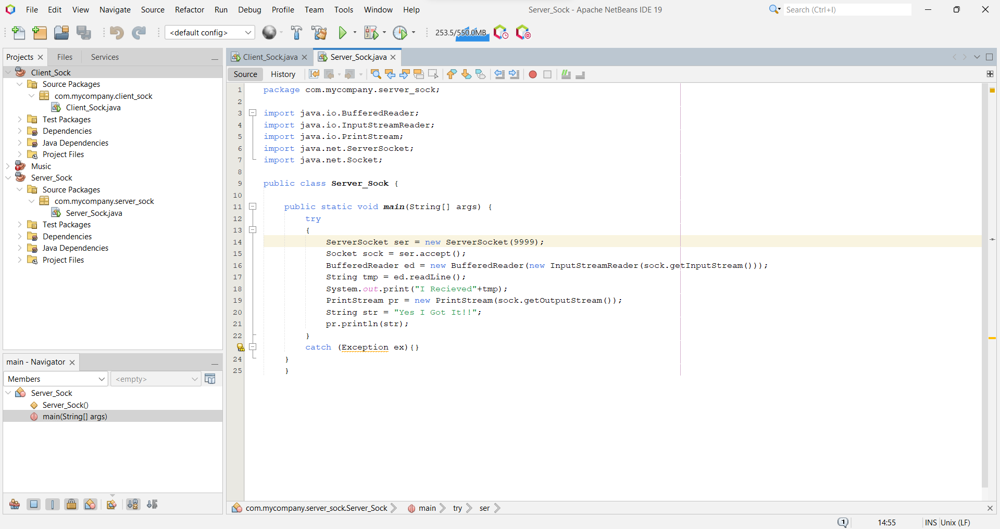 File Edit View Navigate Source Refactor Run Debug Profile Team Tools Window Help
Server_Sock - Apache NetBeans IDE 19
Search (Ctrl+I)
<default config>
253.5/550.0MB
Projects Files Services
Client_Sock
Source Packages
com.mycompany.client_sock
Client_Sock.java
Test Packages
Dependencies
Java Dependencies
Project Files
Music
Server_Sock
Source Packages
com.mycompany.server_sock
Server_Sock.java
Test Packages
Dependencies
Java Dependencies
Project Files
main - Navigator
Members <empty>
Server_Sock
Server_Sock()
main(String[] args)
Client_Sock.java Server_Sock.java
Source History
1 package com.mycompany.server_sock;
2
3 import java.io.BufferedReader;
4 import java.io.InputStreamReader;
5 import java.io.PrintStream;
6 import java.net.ServerSocket;
7 import java.net.Socket;
8
9 public class Server_Sock {
10
11 public static void main(String[] args) {
12 try
13 {
14 ServerSocket ser = new ServerSocket(9999);
15 Socket sock = ser.accept();
16 BufferedReader ed = new BufferedReader(new InputStreamReader(sock.getInputStream()));
17 String tmp = ed.readLine();
18 System.out.print("I Recieved"+tmp);
19 PrintStream pr = new PrintStream(sock.getOutputStream());
20 String str = "Yes I Got It!!";
21 pr.println(str);
22 }
catch (Exception ex){}
24 }
25 }
com.mycompany.server_sock.Server_Sock main try ser
1 14:55 INS Unix (LF)